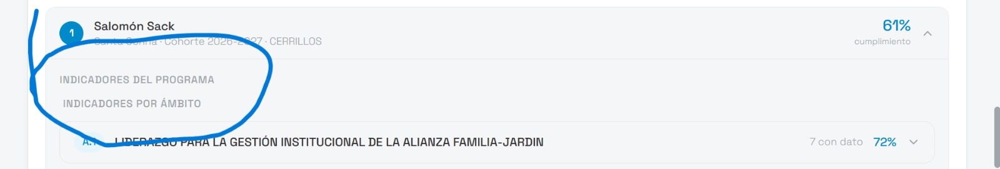 1
Salomón Sack
61%
Santa Corina · Cohorte 2026-2027 · CERRILLOS
cumplimiento
INDICADORES DEL PROGRAMA
INDICADORES POR ÁMBITO
A.1 LIDERAZGO PARA LA GESTIÓN INSTITUCIONAL DE LA ALIANZA FAMILIA-JARDIN 7 con dato 72%